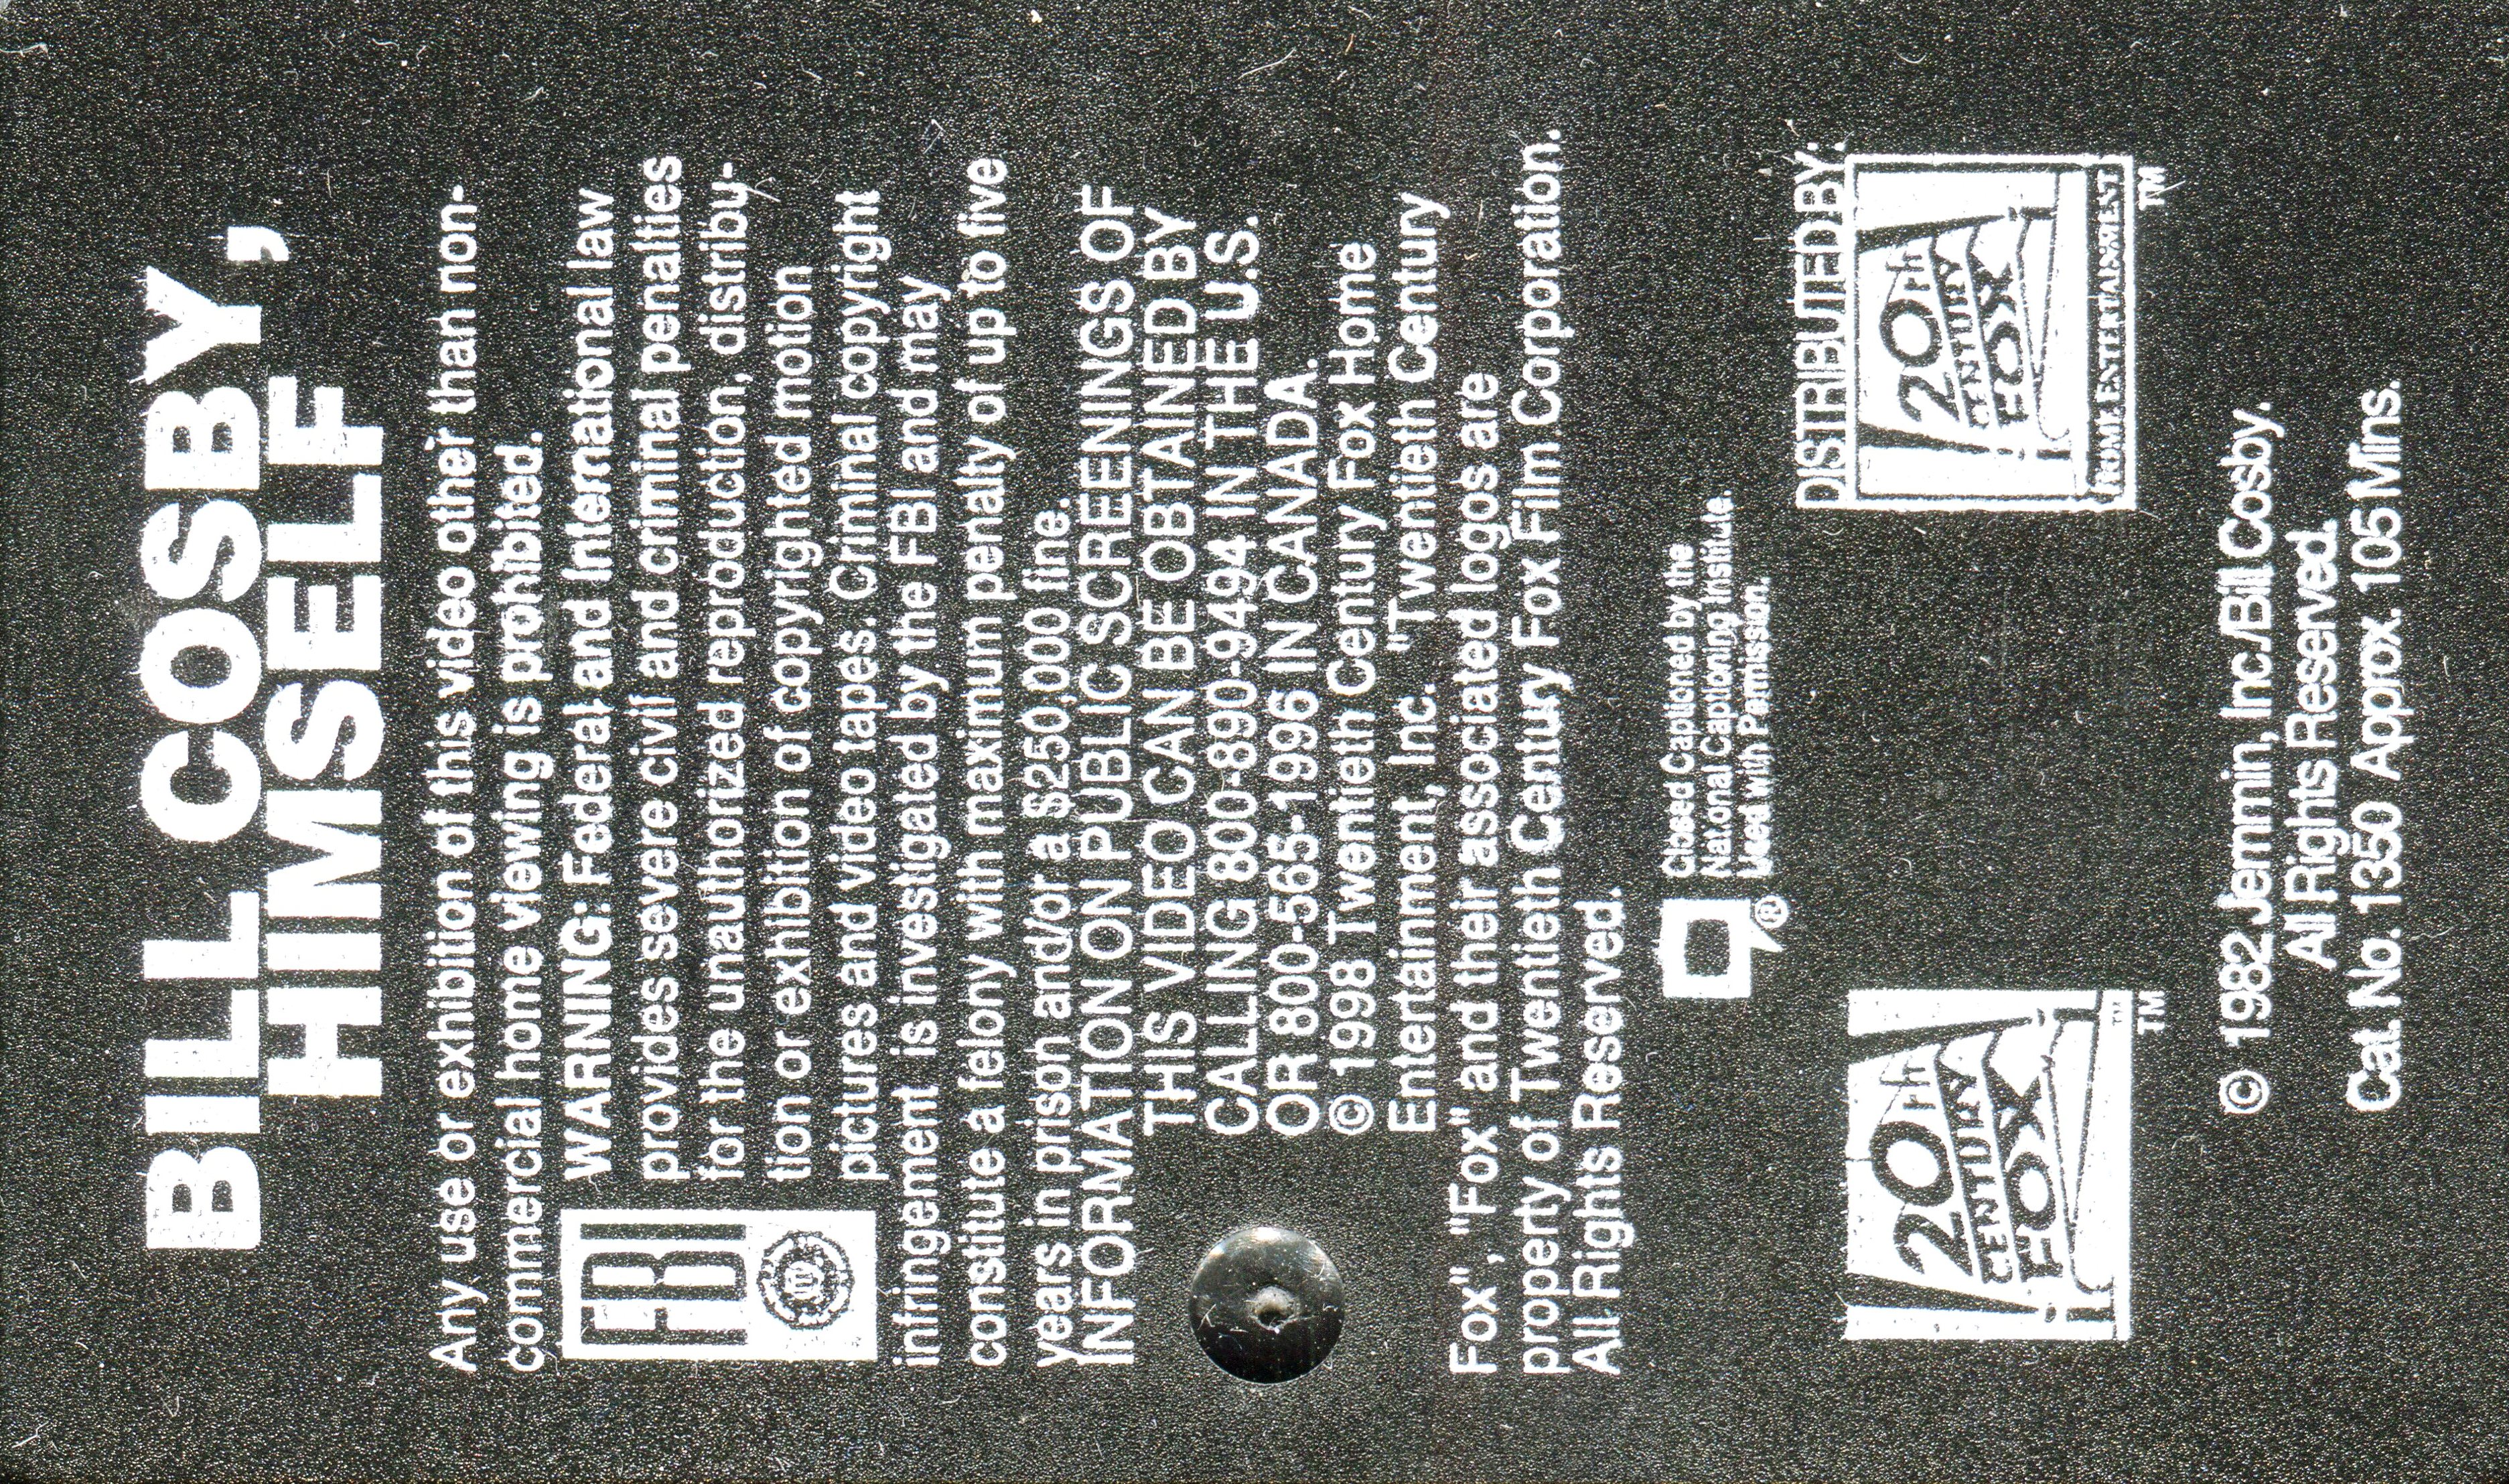 BILL COSBY,
HIMSELF
Any use or exhibition of this video other than non-
commercial home viewing is prohibited.
WARNING: Federal and International law
provides severe civil and criminal penalties
for the unauthorized reproduction, distribu-
tion or exhibition of copyrighted motion
pictures and video tapes. Criminal copyright
infringement is investigated by the FBI and may
constitute a felony with maximum penalty of up to five
years in prison and/or a $250,000 fine.
FBI
INFORMATION ON PUBLIC SCREENINGS OF
THIS VIDEO CAN BE OBTAINED BY
CALLING 800-890-9494 IN THE U.S.
OR 800-565-1996 IN CANADA.
© 1998 Twentieth Century Fox Home
Entertainment, Inc. "Twentieth Century
Fox", "Fox" and their associated logos are
property of Twentieth Century Fox Film Corporation.
All Rights Reserved.
®
Closed Captioned by the
National Captioning Institute.
Used with Permission.
DISTRIBUTED BY:
20TH
CENTURY
FOX
TM
20TH
CENTURY
FOX
HOME ENTERTAINMENT
TM
© 1982 Jemmin, Inc./Bill Cosby.
All Rights Reserved.
Cat. No. 1350 Approx. 105 Mins.